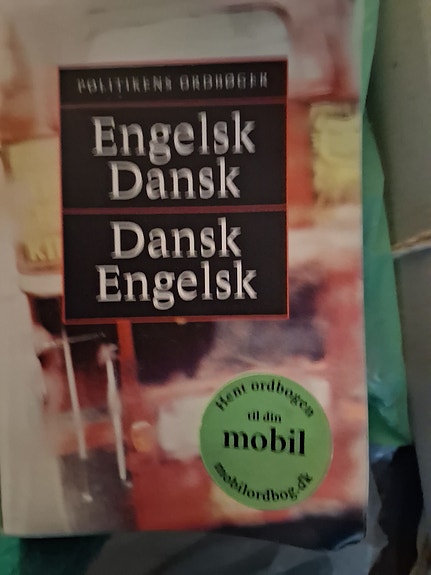 POLITIKENS ORDBØGER
Engelsk
Dansk
Dansk
Engelsk
Hent ordbogen
til din
mobil
mobilordbog.dk